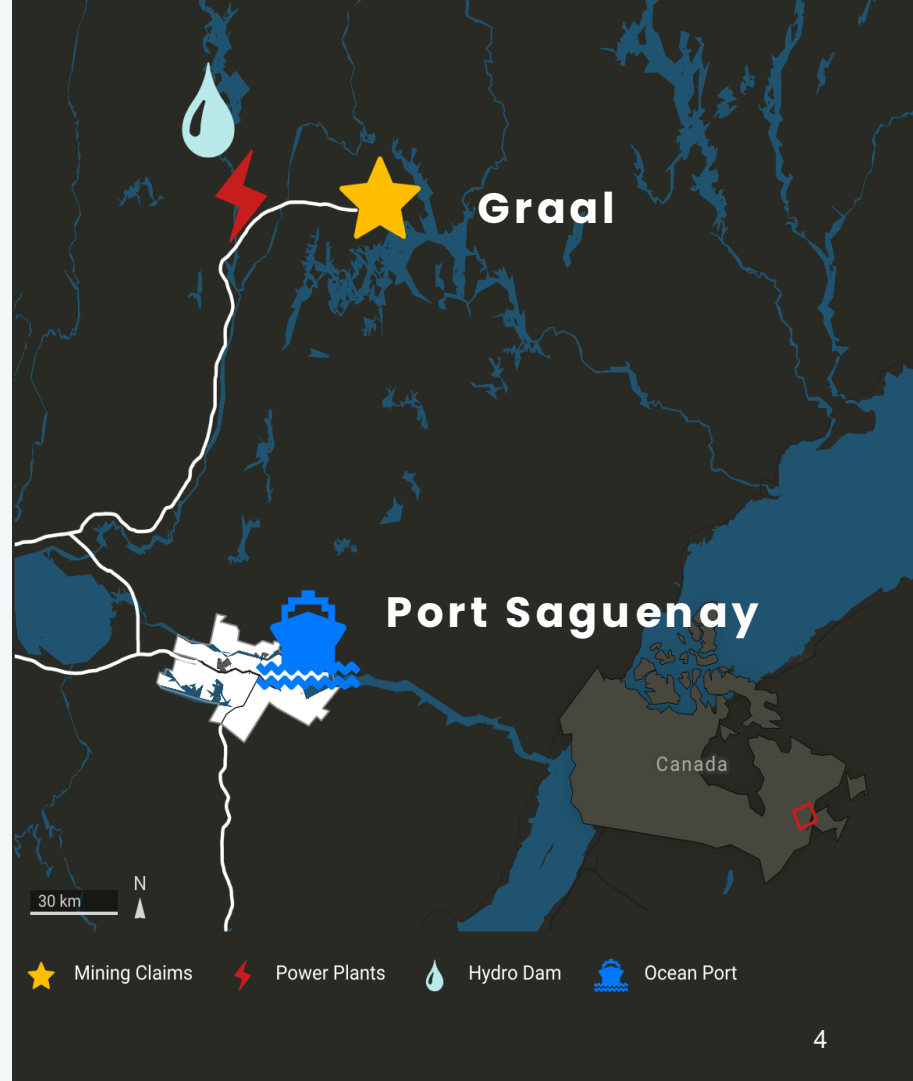 Graal
Port Saguenay
Canada
N
30 km
Mining Claims
Power Plants
Hydro Dam
Ocean Port
4